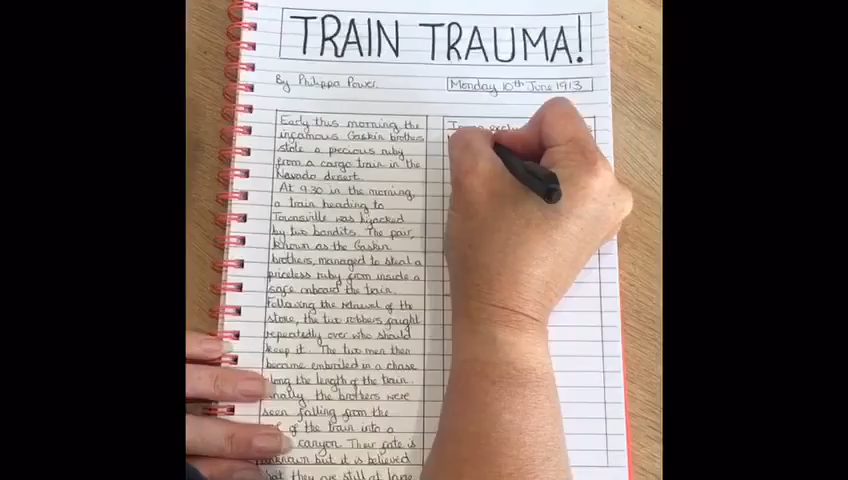 TRAIN TRAUMA!
By Philippa Power.
Monday 10th June 1913
Early this morning the
infamous Gaskin brothers
stole a precious ruby
from a cargo train in the
Navado desert.
At 9:30 in the morning,
a train heading to
Townsville was hijacked
by two bandits. The pair,
known as the Gaskin
brothers, managed to steal a
priceless ruby from inside a
safe onboard the train.
Following the retrieval of the
stone, the two robbers fought
repeatedly over who should
keep it. The two men then
became embroiled in a chase
along the length of the train.
the brothers were
seen falling from the
of the train into a
canyon. Their fate is
unknown but it is believed
that they are still at large